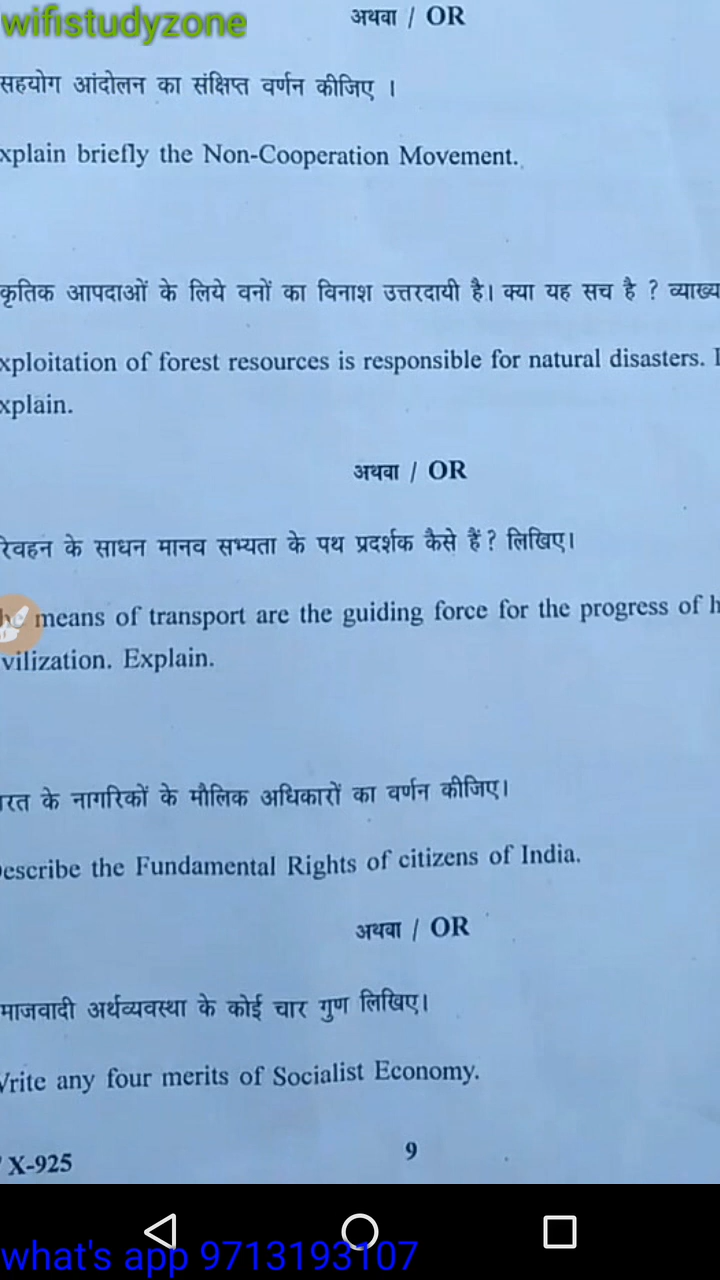 wifistudyzone
अथवा / OR
सहयोग आंदोलन का संक्षिप्त वर्णन कीजिए ।
xplain briefly the Non-Cooperation Movement.
कृतिक आपदाओं के लिये वनों का विनाश उत्तरदायी है। क्या यह सच है ? व्याख्य
xploitation of forest resources is responsible for natural disasters. I
xplain.
अथवा / OR
रिवहन के साधन मानव सभ्यता के पथ प्रदर्शक कैसे हैं? लिखिए।
means of transport are the guiding force for the progress of h
vilization. Explain.
रत के नागरिकों के मौलिक अधिकारों का वर्णन कीजिए।
escribe the Fundamental Rights of citizens of India.
अथवा / OR
माजवादी अर्थव्यवस्था के कोई चार गुण लिखिए।
Write any four merits of Socialist Economy.
X-925
9
what's app 9713193107